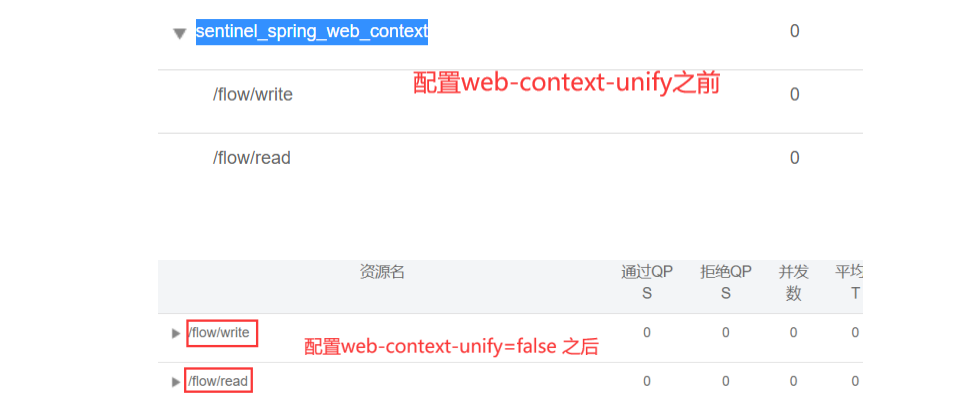 sentinel_spring_web_context 0
配置web-context-unify之前
/flow/write 0
/flow/read 0
资源名 通过QP 拒绝QP 并发 平均
S S 数 T
/flow/write 0 0 0 0
配置web-context-unify=false 之后
/flow/read 0 0 0 0